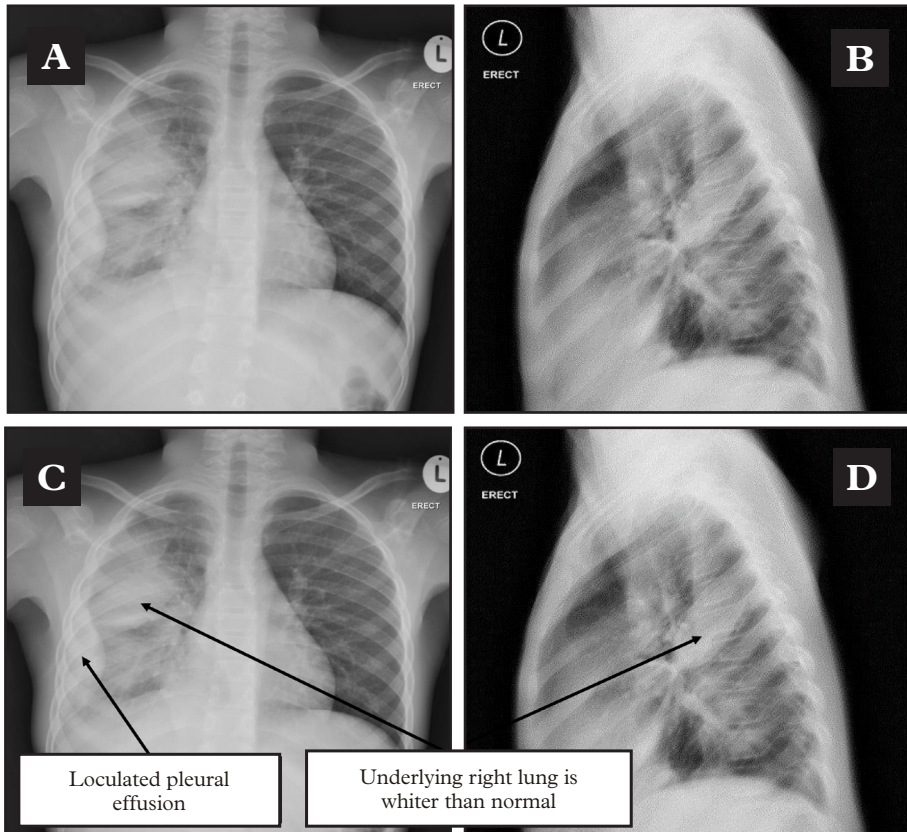 A
L
ERECT
L
ERECT
B
C
L
ERECT
L
ERECT
D
Loculated pleural
effusion
Underlying right lung is
whiter than normal